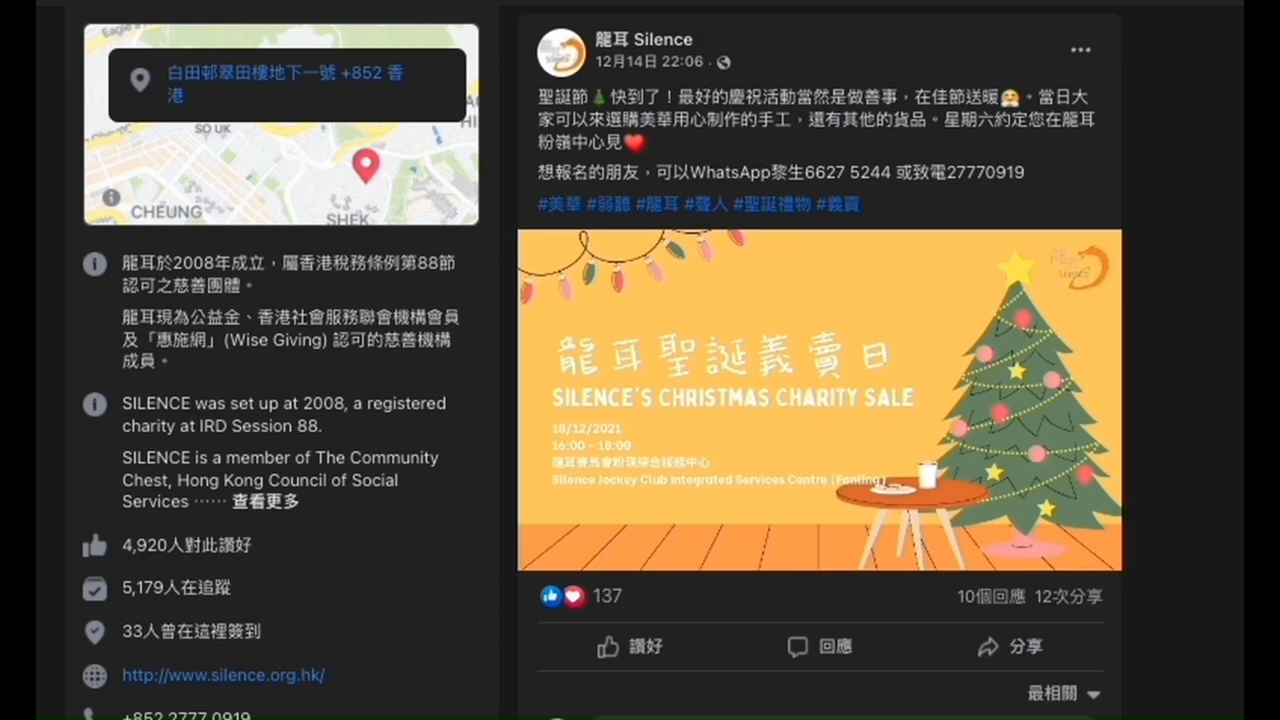 白田邨翠田樓地下一號 +852 香
港
SO UK
CHEUNG
SHEK
龍耳於2008年成立，屬香港稅務條例第88節
認可之慈善團體。
龍耳現為公益金、香港社會服務聯會機構會員
及「惠施網」(Wise Giving) 認可的慈善機構
成員。
SILENCE was set up at 2008, a registered
charity at IRD Session 88.
SILENCE is a member of The Community
Chest, Hong Kong Council of Social
Services ⋯⋯ 查看更多
4,920人對此讚好
5,179人在追蹤
33人曾在這裡簽到
http://www.silence.org.hk/
+852 2777 0919
龍耳 Silence
12月14日 22:06 ·
聖誕節🎄快到了！最好的慶祝活動當然是做善事，在佳節送暖🤗。當日大
家可以來選購美華用心制作的手工，還有其他的貨品。星期六約定您在龍耳
粉嶺中心見❤️
想報名的朋友，可以WhatsApp黎生6627 5244 或致電27770919
#美華 #弱聽 #龍耳 #聾人 #聖誕禮物 #義賣
龍耳聖誕義賣日
SILENCE'S CHRISTMAS CHARITY SALE
18/12/2021
16:00 - 18:00
龍耳賽馬會粉嶺綜合服務中心
Silence Jockey Club Integrated Services Centre (Fanling)
137
10個回應 12次分享
讚好
回應
分享
最相關